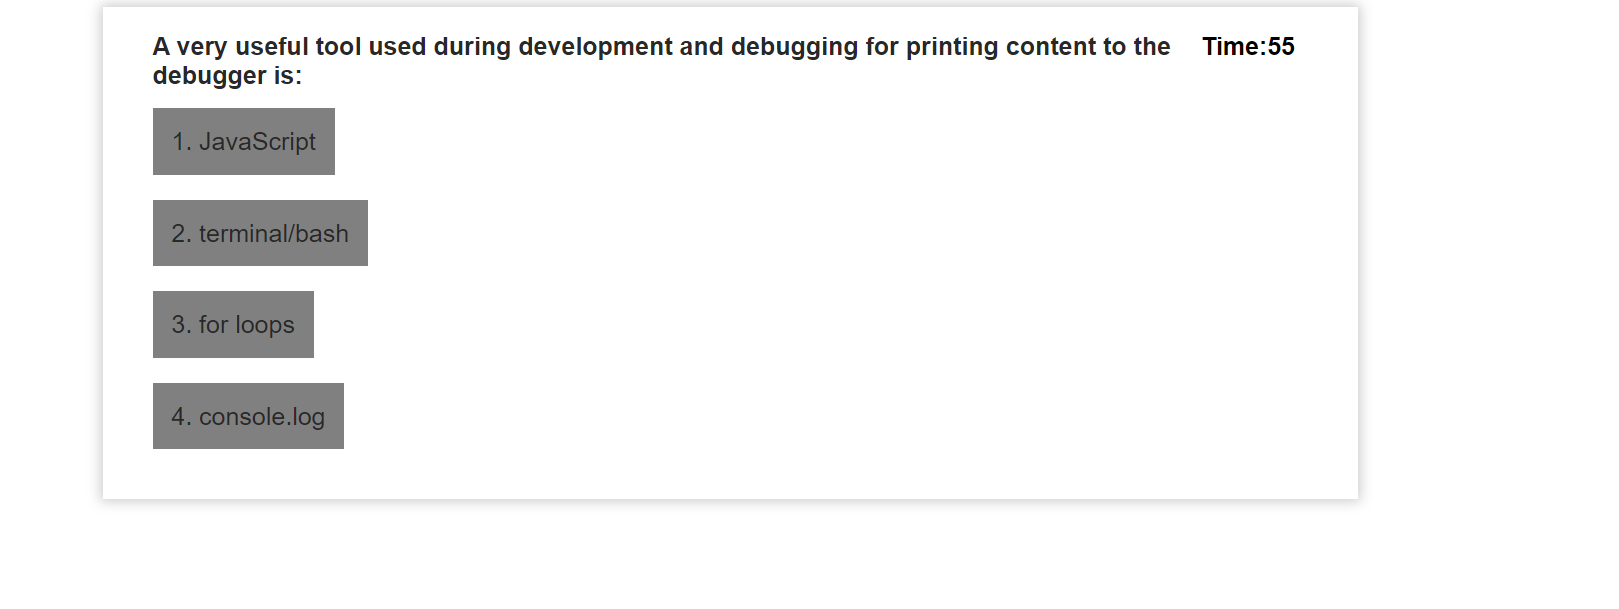 A very useful tool used during development and debugging for printing content to the Time:55
debugger is:
1. JavaScript
2. terminal/bash
3. for loops
4. console.log